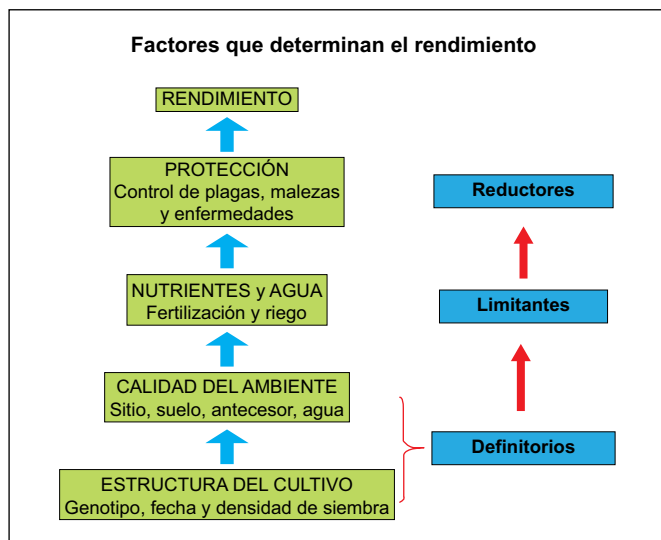 Factores que determinan el rendimiento
RENDIMIENTO
PROTECCIÓN
Control de plagas, malezas
y enfermedades
Reductores
NUTRIENTES y AGUA
Fertilización y riego
Limitantes
CALIDAD DEL AMBIENTE
Sitio, suelo, antecesor, agua
Definitorios
ESTRUCTURA DEL CULTIVO
Genotipo, fecha y densidad de siembra